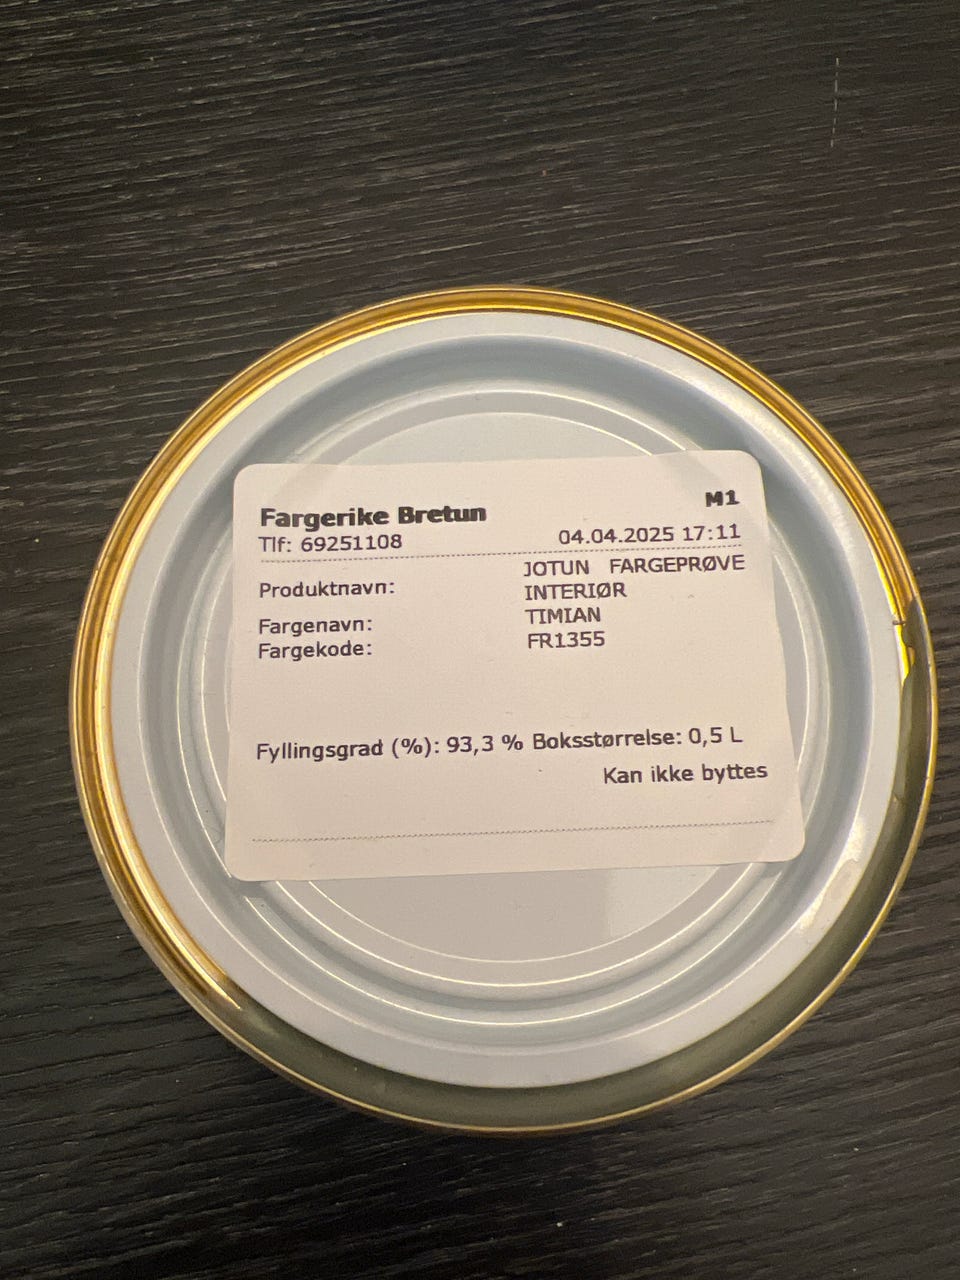 Fargerike Bretun M1
Tlf: 69251108 04.04.2025 17:11
Produktnavn: JOTUN FARGEPRØVE
INTERIØR
Fargenavn: TIMIAN
Fargekode: FR1355
Fyllingsgrad (%): 93,3 % Boksstørrelse: 0,5 L
Kan ikke byttes